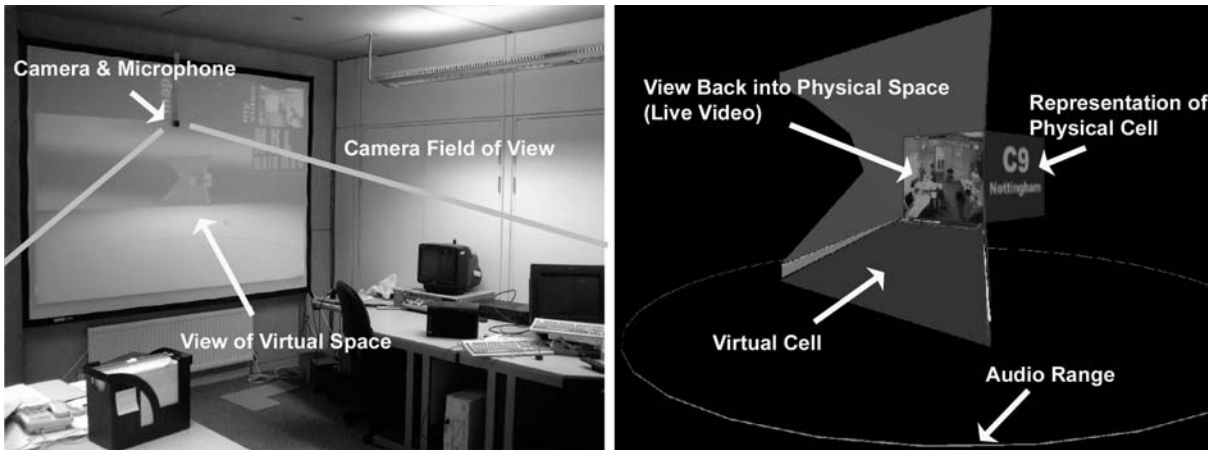 Camera & Microphone
Camera Field of View
View of Virtual Space
View Back into Physical Space
(Live Video)
Representation of
Physical Cell
C9
Nottingham
Virtual Cell
Audio Range